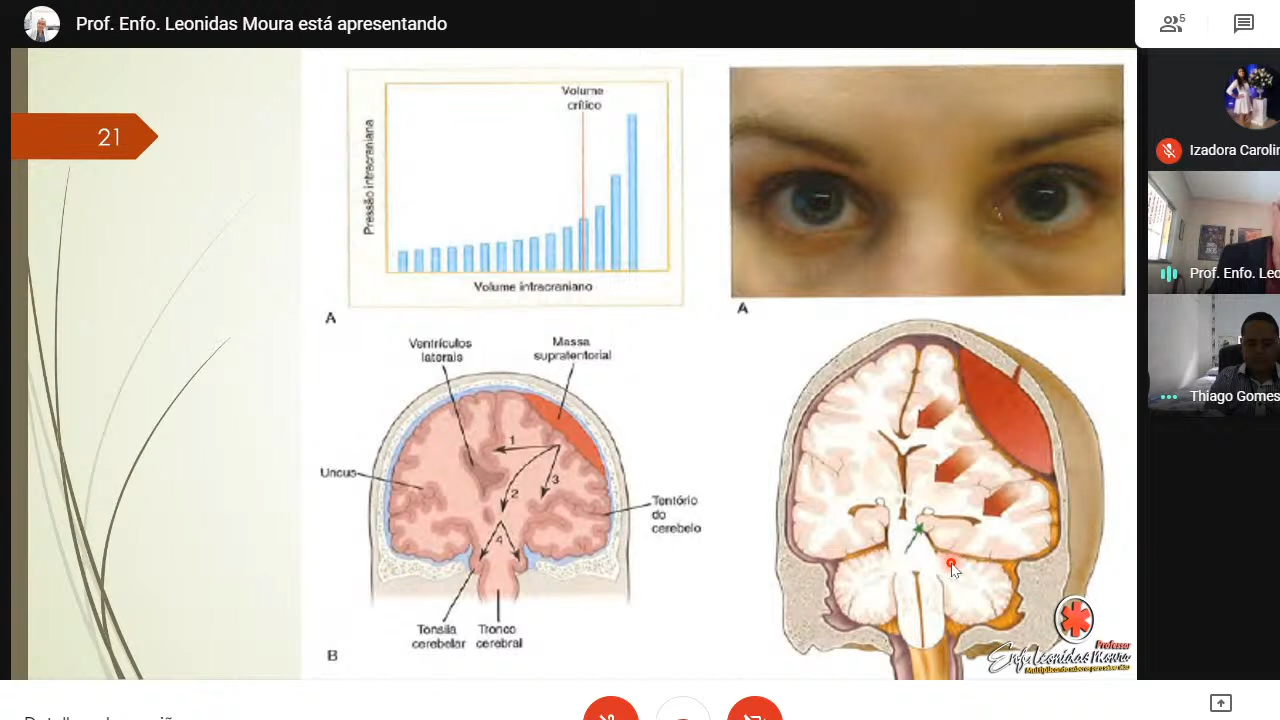 Prof. Enfo. Leonidas Moura está apresentando
5
21
Volume
crítico
Pressão intracraniana
Volume intracraniano
A
A
Ventrículos
laterais
Massa
supratentorial
Uncus
1
2
3
4
Tentório
do
cerebelo
Tonsila
cerebelar
Tronco
cerebral
B
Izadora Carolin
Prof. Enfo. Leo
Thiago Gomes
Professor
Enfº Leonidas Moura